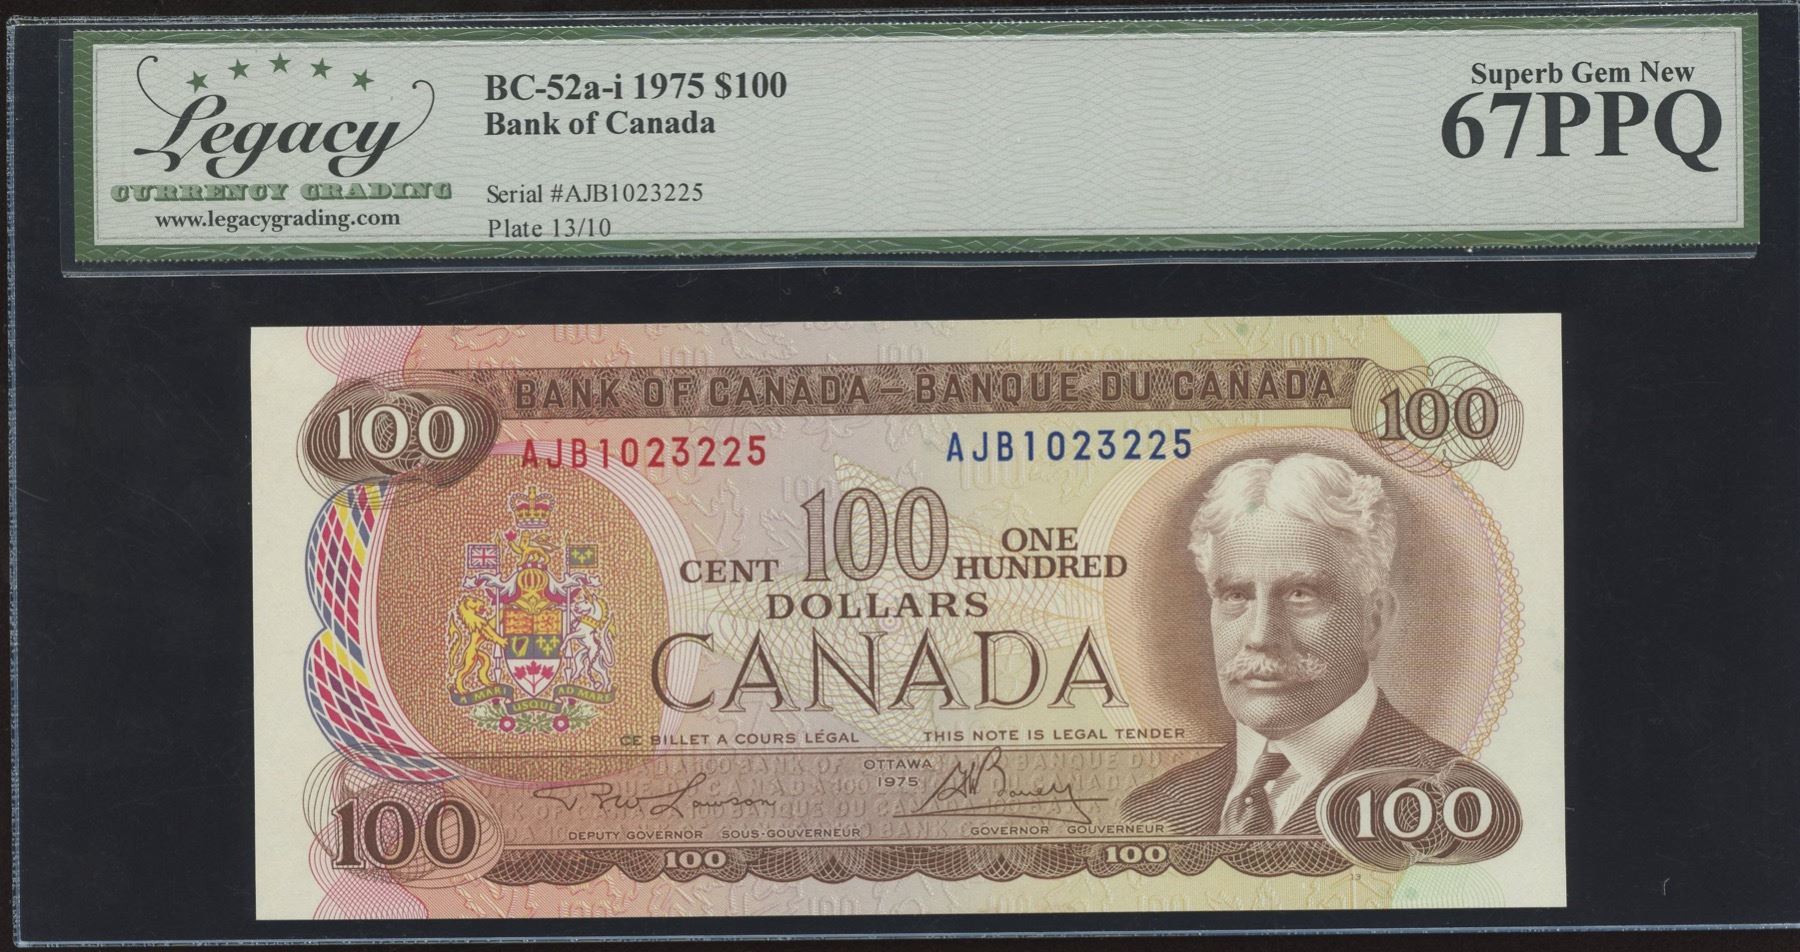 Legacy
CURRENCY GRADING
www.legacygrading.com
BC-52a-i 1975 $100
Bank of Canada
Serial #AJB1023225
Plate 13/10
Superb Gem New
67PPQ
BANK OF CANADA – BANQUE DU CANADA
100
100
AJB1023225
AJB1023225
CENT 100 ONE HUNDRED
DOLLARS
CANADA
A MARI USQUE AD MARE
CE BILLET A COURS LÉGAL
THIS NOTE IS LEGAL TENDER
OTTAWA
1975
DEPUTY GOVERNOR SOUS-GOUVERNEUR
GOVERNOR GOUVERNEUR
100
100
100
100
13